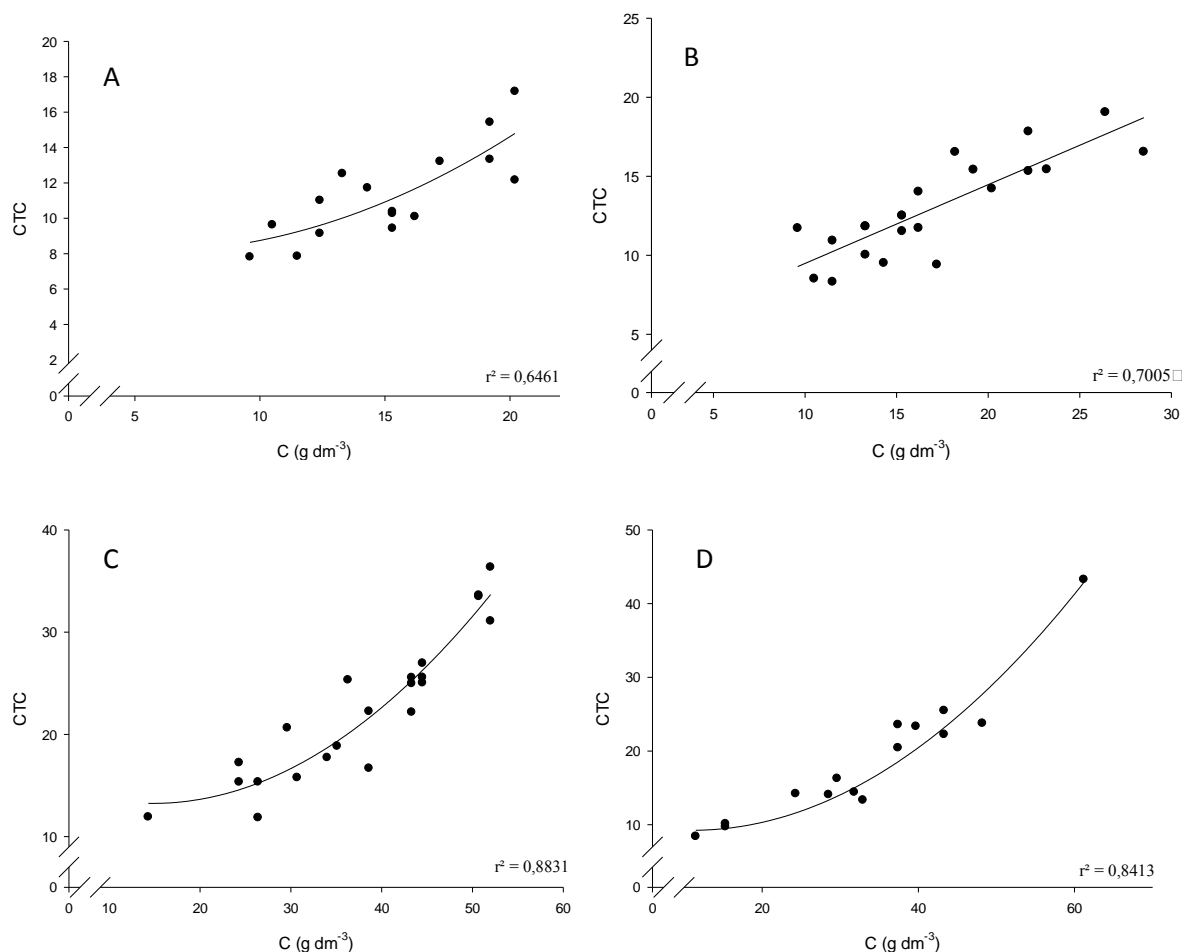 A
20
18
16
14
12
10
8
6
4
2
0
CTC
r² = 0,6461
0 5 10 15 20
C (g dm-3)
B
25
20
15
10
5
0
CTC
r² = 0,7005□
0 5 10 15 20 25 30
C (g dm-3)
C
40
30
20
10
0
CTC
r² = 0,8831
0 10 20 30 40 50 60
C (g dm-3)
D
50
40
30
20
10
0
CTC
r² = 0,8413
0 20 40 60
C (g dm-3)